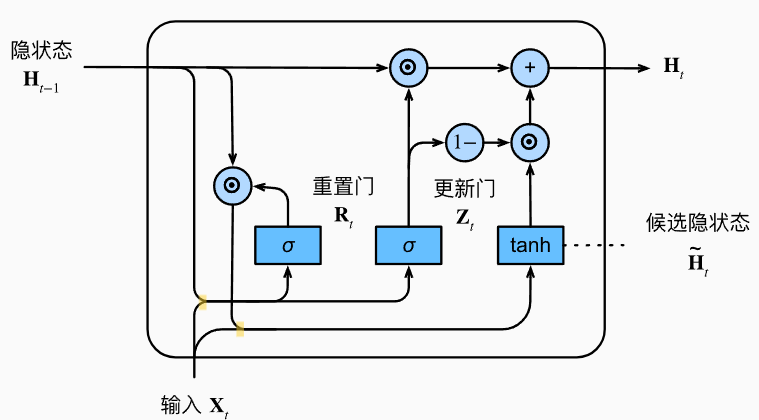 隐状态
H_{t−1}
⊙
+
H_t
1−
⊙
⊙
重置门
R_t
更新门
Z_t
σ
σ
tanh
候选隐状态
H̃_t
输入 X_t